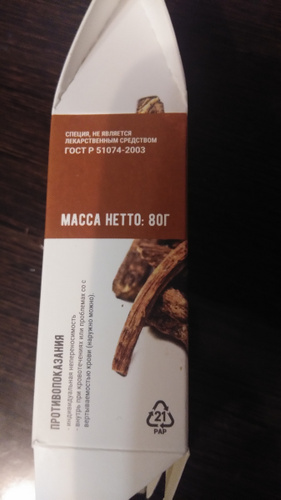 СПЕЦИЯ, НЕ ЯВЛЯЕТСЯ
ЛЕКАРСТВЕННЫМ СРЕДСТВОМ
ГОСТ Р 51074-2003
МАССА НЕТТО: 80Г
ПРОТИВОПОКАЗАНИЯ
- индивидуальная непереносимость
- внутрь при кровотечениях или проблемах со с
вертываемостью крови (наружно можно).
21
PAP